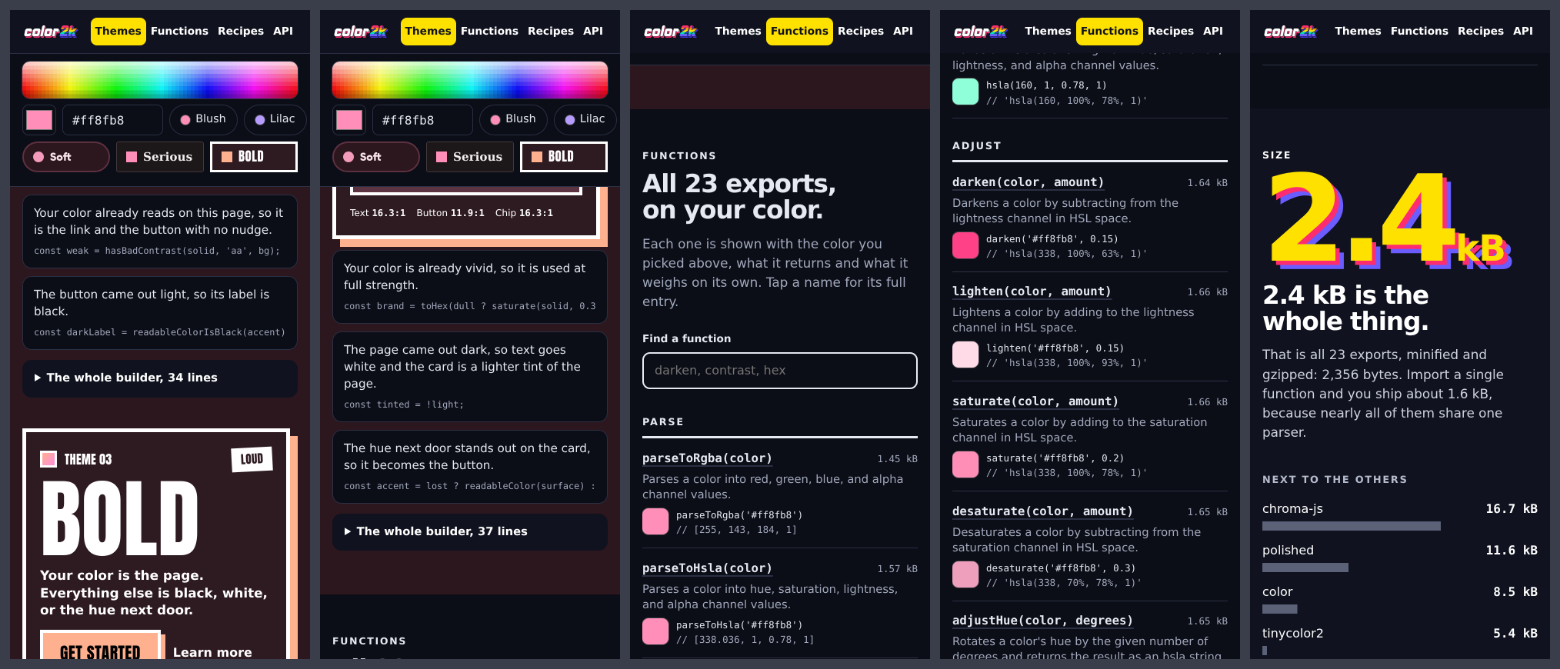 color2k Themes Functions Recipes API
#ff8fb8 Blush Lilac
Soft Serious BOLD
Your color already reads on this page, so it
is the link and the button with no nudge.
const weak = hasBadContrast(solid, 'aa', bg);
The button came out light, so its label is
black.
const darkLabel = readableColorIsBlack(accent)
The whole builder, 34 lines
THEME 03 LOUD
BOLD
Your color is the page.
Everything else is black, white,
or the hue next door.
GET STARTED Learn more
color2k Themes Functions Recipes API
#ff8fb8 Blush Lilac
Soft Serious BOLD
Text 16.3:1 Button 11.9:1 Chip 16.3:1
Your color is already vivid, so it is used at
full strength.
const brand = toHex(dull ? saturate(solid, 0.3
The page came out dark, so text goes
white and the card is a lighter tint of the
page.
const tinted = !light;
The hue next door stands out on the card,
so it becomes the button.
const accent = lost ? readableColor(surface) :
The whole builder, 37 lines
FUNCTIONS
color2k Themes Functions Recipes API
FUNCTIONS
All 23 exports,
on your color.
Each one is shown with the color you
picked above, what it returns and what it
weighs on its own. Tap a name for its full
entry.
Find a function
darken, contrast, hex
PARSE
parseToRgba(color) 1.45 kB
Parses a color into red, green, blue, and alpha
channel values.
parseToRgba('#ff8fb8')
// [255, 143, 184, 1]
parseToHsla(color) 1.57 kB
Parses a color into hue, saturation, lightness,
and alpha channel values.
parseToHsla('#ff8fb8')
// [338.036, 1, 0.78, 1]
color2k Themes Functions Recipes API
lightness, and alpha channel values.
hsla(160, 1, 0.78, 1)
// 'hsla(160, 100%, 78%, 1)'
ADJUST
darken(color, amount) 1.64 kB
Darkens a color by subtracting from the
lightness channel in HSL space.
darken('#ff8fb8', 0.15)
// 'hsla(338, 100%, 63%, 1)'
lighten(color, amount) 1.66 kB
Lightens a color by adding to the lightness
channel in HSL space.
lighten('#ff8fb8', 0.15)
// 'hsla(338, 100%, 93%, 1)'
saturate(color, amount) 1.66 kB
Saturates a color by adding to the saturation
channel in HSL space.
saturate('#ff8fb8', 0.2)
// 'hsla(338, 100%, 78%, 1)'
desaturate(color, amount) 1.65 kB
Desaturates a color by subtracting from the
saturation channel in HSL space.
desaturate('#ff8fb8', 0.3)
// 'hsla(338, 70%, 78%, 1)'
adjustHue(color, degrees) 1.65 kB
Rotates a color's hue by the given number of
degrees and returns the result as an hsla string
color2k Themes Functions Recipes API
SIZE
2.4kB
2.4 kB is the
whole thing.
That is all 23 exports, minified and
gzipped: 2,356 bytes. Import a single
function and you ship about 1.6 kB,
because nearly all of them share one
parser.
NEXT TO THE OTHERS
chroma-js 16.7 kB
polished 11.6 kB
color 8.5 kB
tinycolor2 5.4 kB